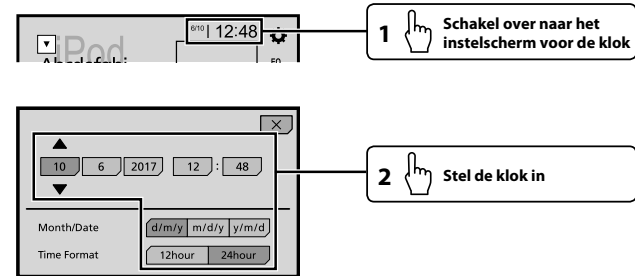 6/10 | 12:48
iPod
1 Schakel over naar het
instelscherm voor de klok
10 6 2017 12 : 48
2 Stel de klok in
Month/Date d/m/y m/d/y y/m/d
Time Format 12hour 24hour